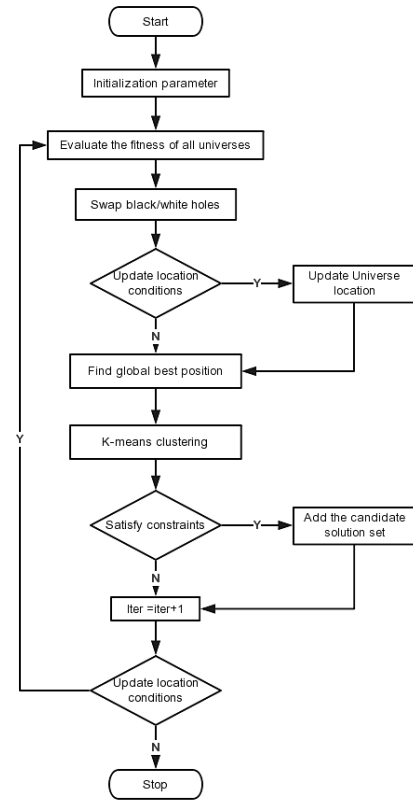 Start
Initialization parameter
Evaluate the fitness of all universes
Swap black/white holes
Update location
conditions
Y
Update Universe
location
N
Find global best position
Y
K-means clustering
Satisfy constraints
Y
Add the candidate
solution set
N
Iter =iter+1
Update location
conditions
N
Stop